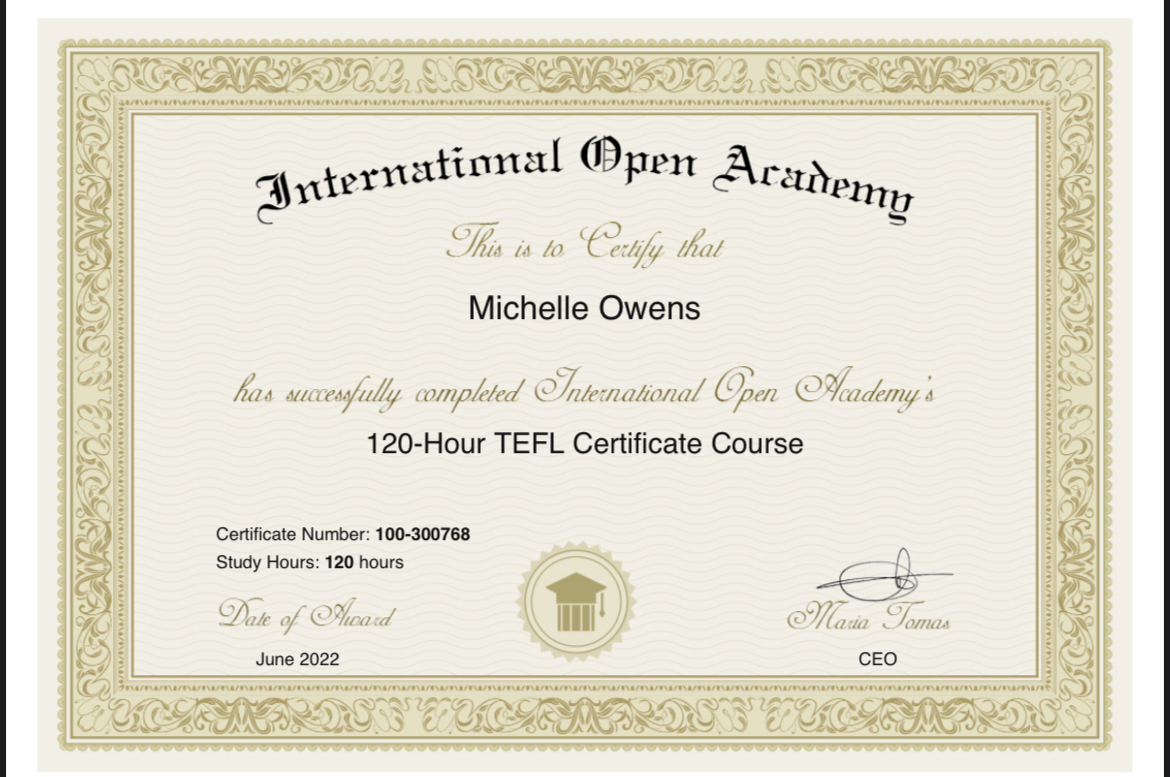 International Open Academy
This is to Certify that
Michelle Owens
has successfully completed International Open Academy's
120-Hour TEFL Certificate Course
Certificate Number: 100-300768
Study Hours: 120 hours
Date of Award
June 2022
Maria Tomas
CEO